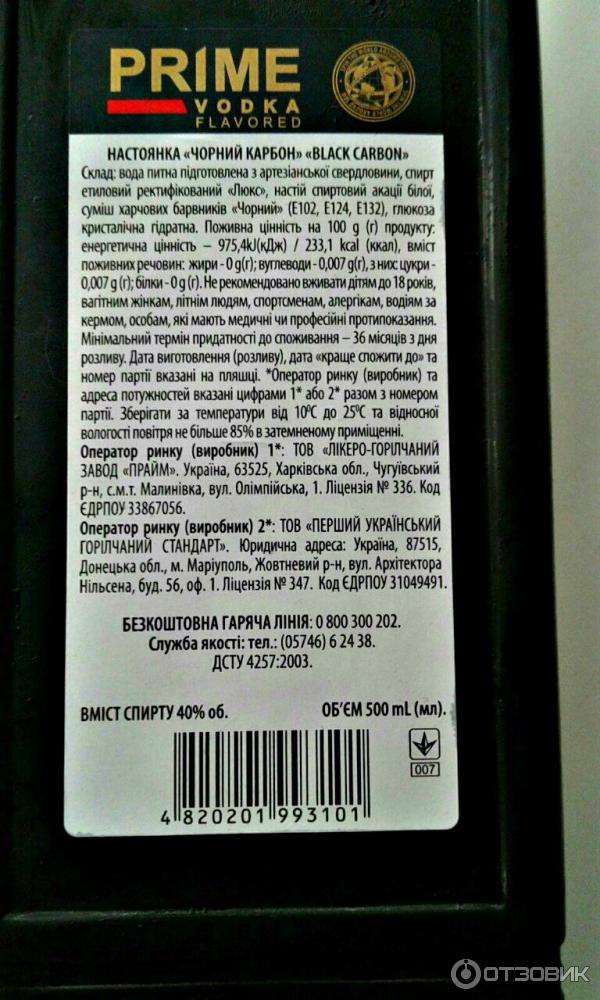 PRIME
VODKA
FLAVORED
НАСТОЯНКА «ЧОРНИЙ КАРБОН» «BLACK CARBON»
Склад: вода питна підготовлена з артезіанської свердловини, спирт
етиловий ректифікований «Люкс», настій спиртовий акації білої,
суміш харчових барвників «Чорний» (Е102, Е124, Е132), глюкоза
кристалічна гідратна. Поживна цінність на 100 g (г) продукту:
енергетична цінність – 975,4kJ(кДж) / 233,1 kcal (ккал), вміст
поживних речовин: жири - 0 g(г); вуглеводи - 0,007 g(г), з них: цукри -
0,007 g (г); білки - 0 g (г). Не рекомендовано вживати дітям до 18 років,
вагітним жінкам, літнім людям, спортсменам, алергікам, водіям за
кермом, особам, які мають медичні чи професійні протипоказання.
Мінімальний термін придатності до споживання – 36 місяців з дня
розливу. Дата виготовлення (розливу), дата «краще спожити до» та
номер партії вказані на пляшці. *Оператор ринку (виробник) та
адреса потужностей вказані цифрами 1* або 2* разом з номером
партії. Зберігати за температури від 10⁰С до 25⁰С та відносної
вологості повітря не більше 85% в затемненому приміщенні.
Оператор ринку (виробник) 1*: ТОВ «ЛІКЕРО-ГОРІЛЧАНИЙ
ЗАВОД «ПРАЙМ». Україна, 63525, Харківська обл., Чугуївський
р-н, с.м.т. Малинівка, вул. Олімпійська, 1. Ліцензія № 336. Код
ЄДРПОУ 33867056.
Оператор ринку (виробник) 2*: ТОВ «ПЕРШИЙ УКРАЇНСЬКИЙ
ГОРІЛЧАНИЙ СТАНДАРТ». Юридична адреса: Україна, 87515,
Донецька обл., м. Маріуполь, Жовтневий р-н, вул. Архітектора
Нільсена, буд. 56, оф. 1. Ліцензія № 347. Код ЄДРПОУ 31049491.
БЕЗКОШТОВНА ГАРЯЧА ЛІНІЯ: 0 800 300 202.
Служба якості: тел.: (05746) 6 24 38.
ДСТУ 4257:2003.
ВМІСТ СПИРТУ 40% об.
ОБ'ЄМ 500 mL (мл).
007
4 820201 993101
ОТЗОВИК